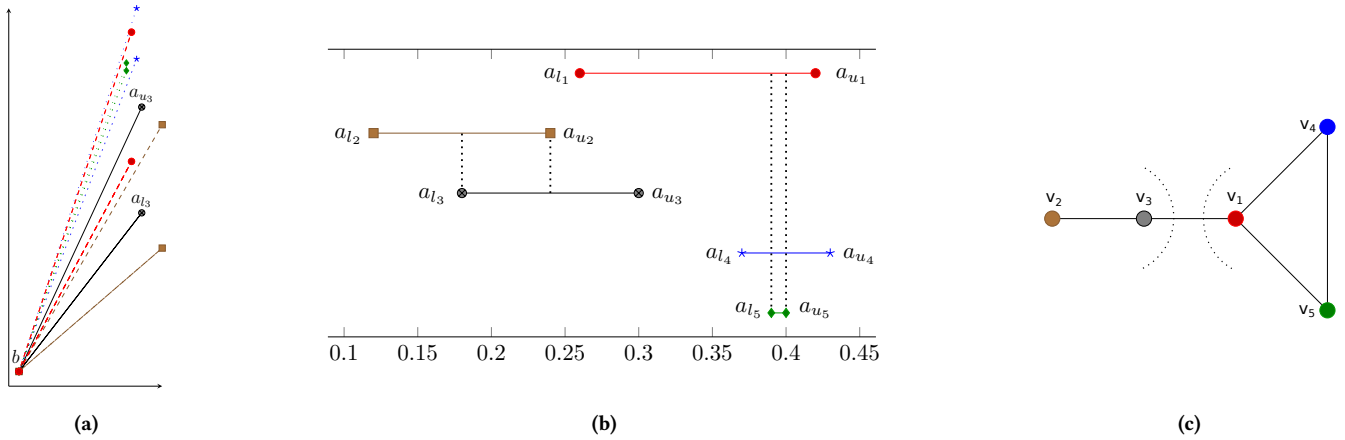 a_{u_3}
a_{l_3}
b
(a)
a_{l_1} a_{u_1}
a_{l_2} a_{u_2}
a_{l_3} a_{u_3}
a_{l_4} a_{u_4}
a_{l_5} a_{u_5}
0.1 0.15 0.2 0.25 0.3 0.35 0.4 0.45
(b)
v_4
v_2 v_3 v_1
v_5
(c)